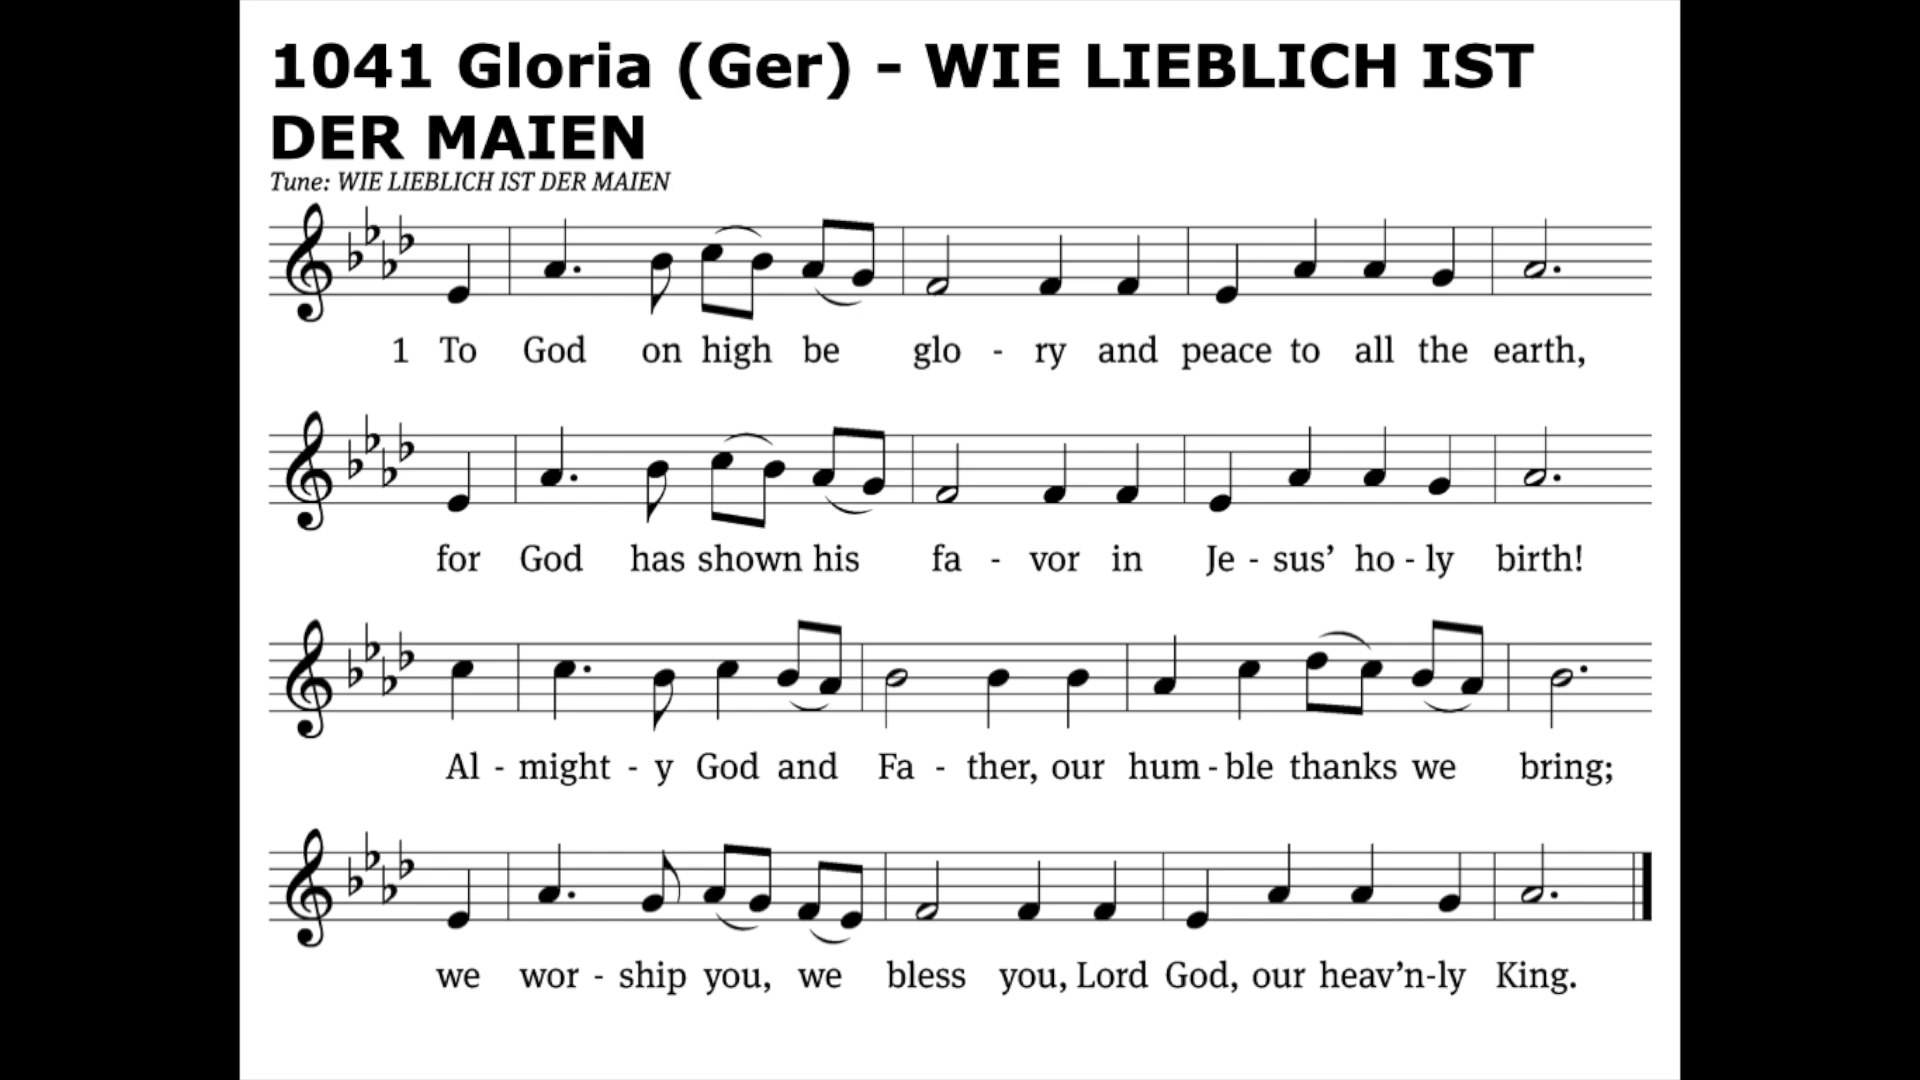 1041 Gloria (Ger) - WIE LIEBLICH IST
DER MAIEN
Tune: WIE LIEBLICH IST DER MAIEN
1 To God on high be glo - ry and peace to all the earth,
for God has shown his fa - vor in Je - sus’ ho - ly birth!
Al - might - y God and Fa - ther, our hum - ble thanks we bring;
we wor - ship you, we bless you, Lord God, our heav’n-ly King.